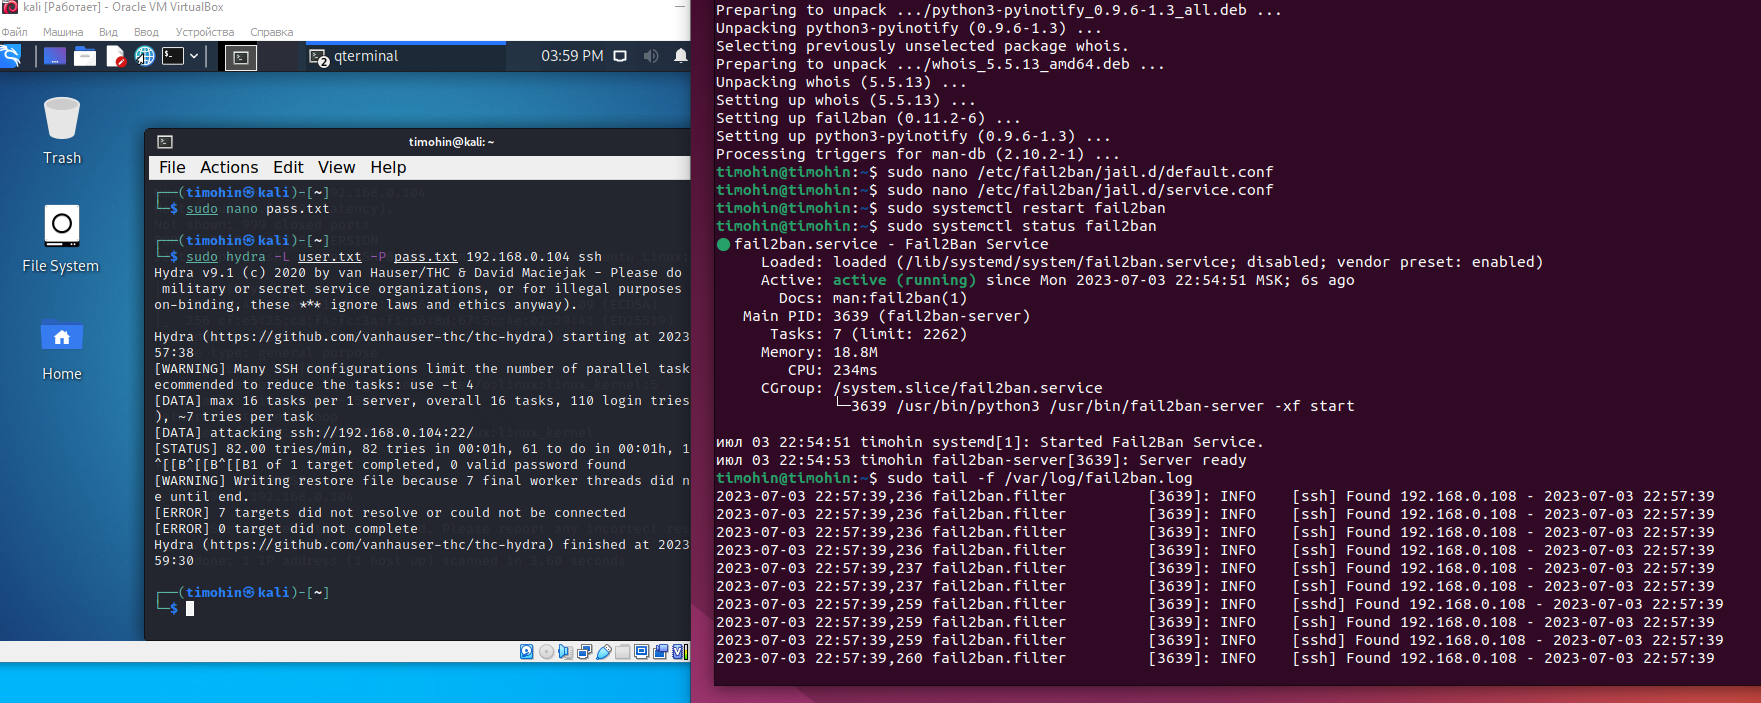 kali [Работает] - Oracle VM VirtualBox
Файл Машина Вид Ввод Устройства Справка
2 qterminal 03:59 PM
Trash
File System
Home
timohin@kali: ~
File Actions Edit View Help
┌──(timohin㉿kali)-[~]
└─$ sudo nano pass.txt
┌──(timohin㉿kali)-[~]
└─$ sudo hydra -L user.txt -P pass.txt 192.168.0.104 ssh
Hydra v9.1 (c) 2020 by van Hauser/THC & David Maciejak - Please do
military or secret service organizations, or for illegal purposes
on-binding, these *** ignore laws and ethics anyway).
Hydra (https://github.com/vanhauser-thc/thc-hydra) starting at 2023
57:38
[WARNING] Many SSH configurations limit the number of parallel task
ecommended to reduce the tasks: use -t 4
[DATA] max 16 tasks per 1 server, overall 16 tasks, 110 login tries
), ~7 tries per task
[DATA] attacking ssh://192.168.0.104:22/
[STATUS] 82.00 tries/min, 82 tries in 00:01h, 61 to do in 00:01h, 1
^[[B^[[B^[[B1 of 1 target completed, 0 valid password found
[WARNING] Writing restore file because 7 final worker threads did n
e until end.
[ERROR] 7 targets did not resolve or could not be connected
[ERROR] 0 target did not complete
Hydra (https://github.com/vanhauser-thc/thc-hydra) finished at 2023
59:30
┌──(timohin㉿kali)-[~]
└─$
Preparing to unpack .../python3-pyinotify_0.9.6-1.3_all.deb ...
Unpacking python3-pyinotify (0.9.6-1.3) ...
Selecting previously unselected package whois.
Preparing to unpack .../whois_5.5.13_amd64.deb ...
Unpacking whois (5.5.13) ...
Setting up whois (5.5.13) ...
Setting up fail2ban (0.11.2-6) ...
Setting up python3-pyinotify (0.9.6-1.3) ...
Processing triggers for man-db (2.10.2-1) ...
timohin@timohin:~$ sudo nano /etc/fail2ban/jail.d/default.conf
timohin@timohin:~$ sudo nano /etc/fail2ban/jail.d/service.conf
timohin@timohin:~$ sudo systemctl restart fail2ban
timohin@timohin:~$ sudo systemctl status fail2ban
● fail2ban.service - Fail2Ban Service
Loaded: loaded (/lib/systemd/system/fail2ban.service; disabled; vendor preset: enabled)
Active: active (running) since Mon 2023-07-03 22:54:51 MSK; 6s ago
Docs: man:fail2ban(1)
Main PID: 3639 (fail2ban-server)
Tasks: 7 (limit: 2262)
Memory: 18.8M
CPU: 234ms
CGroup: /system.slice/fail2ban.service
└─3639 /usr/bin/python3 /usr/bin/fail2ban-server -xf start
июл 03 22:54:51 timohin systemd[1]: Started Fail2Ban Service.
июл 03 22:54:53 timohin fail2ban-server[3639]: Server ready
timohin@timohin:~$ sudo tail -f /var/log/fail2ban.log
2023-07-03 22:57:39,236 fail2ban.filter [3639]: INFO [ssh] Found 192.168.0.108 - 2023-07-03 22:57:39
2023-07-03 22:57:39,236 fail2ban.filter [3639]: INFO [ssh] Found 192.168.0.108 - 2023-07-03 22:57:39
2023-07-03 22:57:39,236 fail2ban.filter [3639]: INFO [ssh] Found 192.168.0.108 - 2023-07-03 22:57:39
2023-07-03 22:57:39,236 fail2ban.filter [3639]: INFO [ssh] Found 192.168.0.108 - 2023-07-03 22:57:39
2023-07-03 22:57:39,237 fail2ban.filter [3639]: INFO [ssh] Found 192.168.0.108 - 2023-07-03 22:57:39
2023-07-03 22:57:39,237 fail2ban.filter [3639]: INFO [ssh] Found 192.168.0.108 - 2023-07-03 22:57:39
2023-07-03 22:57:39,259 fail2ban.filter [3639]: INFO [sshd] Found 192.168.0.108 - 2023-07-03 22:57:39
2023-07-03 22:57:39,259 fail2ban.filter [3639]: INFO [ssh] Found 192.168.0.108 - 2023-07-03 22:57:39
2023-07-03 22:57:39,259 fail2ban.filter [3639]: INFO [sshd] Found 192.168.0.108 - 2023-07-03 22:57:39
2023-07-03 22:57:39,260 fail2ban.filter [3639]: INFO [ssh] Found 192.168.0.108 - 2023-07-03 22:57:39